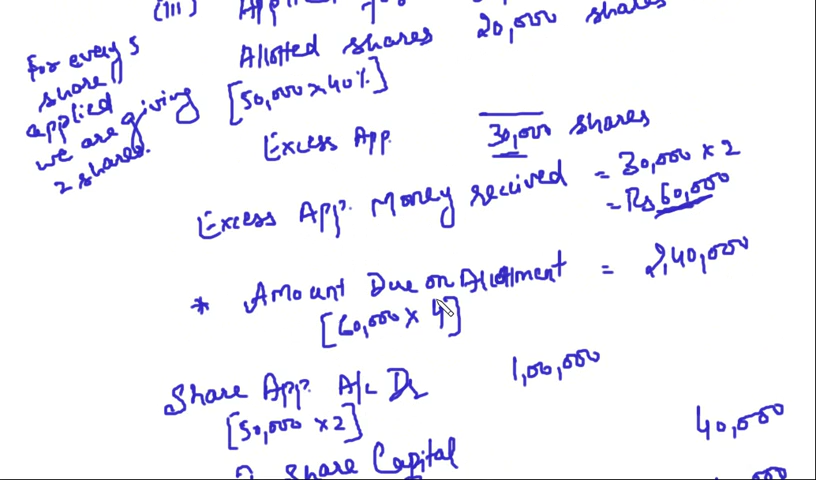 (III)
Allotted shares 20,000 shares
[50,000 x 40%]
for every 5
share
applied
we are giving
2 shares.
Excess App. 30,000 shares
Excess App. Money received = 30,000 x 2
= Rs 60,000
* Amount Due on Allotment = 2,40,000
[60,000 x 4]
Share App. A/c Dr 1,00,000
[50,000 x 2]
Share Capital 40,000